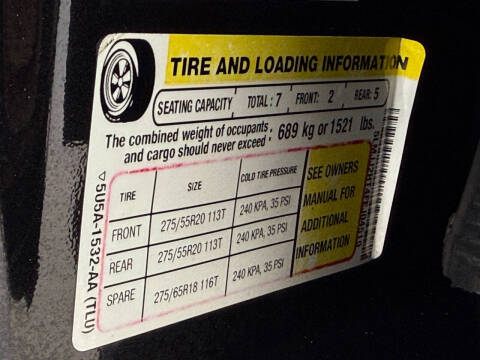 TIRE AND LOADING INFORMATION
SEATING CAPACITY TOTAL: 7 FRONT: 2 REAR: 5
The combined weight of occupants and cargo should never exceed : 689 kg or 1521 lbs.
TIRE SIZE COLD TIRE PRESSURE
FRONT 275/55R20 113T 240 KPA, 35 PSI
REAR 275/55R20 113T 240 KPA, 35 PSI
SPARE 275/65R18 116T 240 KPA, 35 PSI
SEE OWNERS
MANUAL FOR
ADDITIONAL
INFORMATION
▽5U5A-1532-AA (TLU)